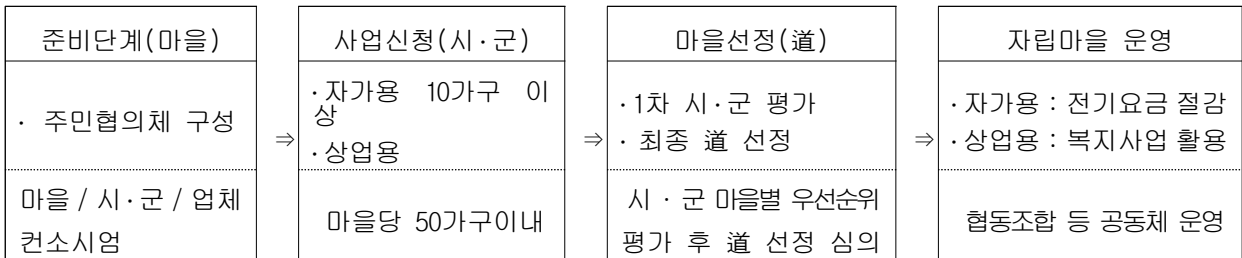 준비단계(마을)
· 주민협의체 구성
마을 / 시·군 / 업체
컨소시엄
⇒
사업신청(시·군)
·자가용 10가구 이
상
·상업용
마을당 50가구이내
⇒
마을선정(道)
·1차 시·군 평가
· 최종 道 선정
시 · 군 마을별 우선순위
평가 후 道 선정 심의
⇒
자립마을 운영
·자가용 : 전기요금 절감
·상업용 : 복지사업 활용
협동조합 등 공동체 운영